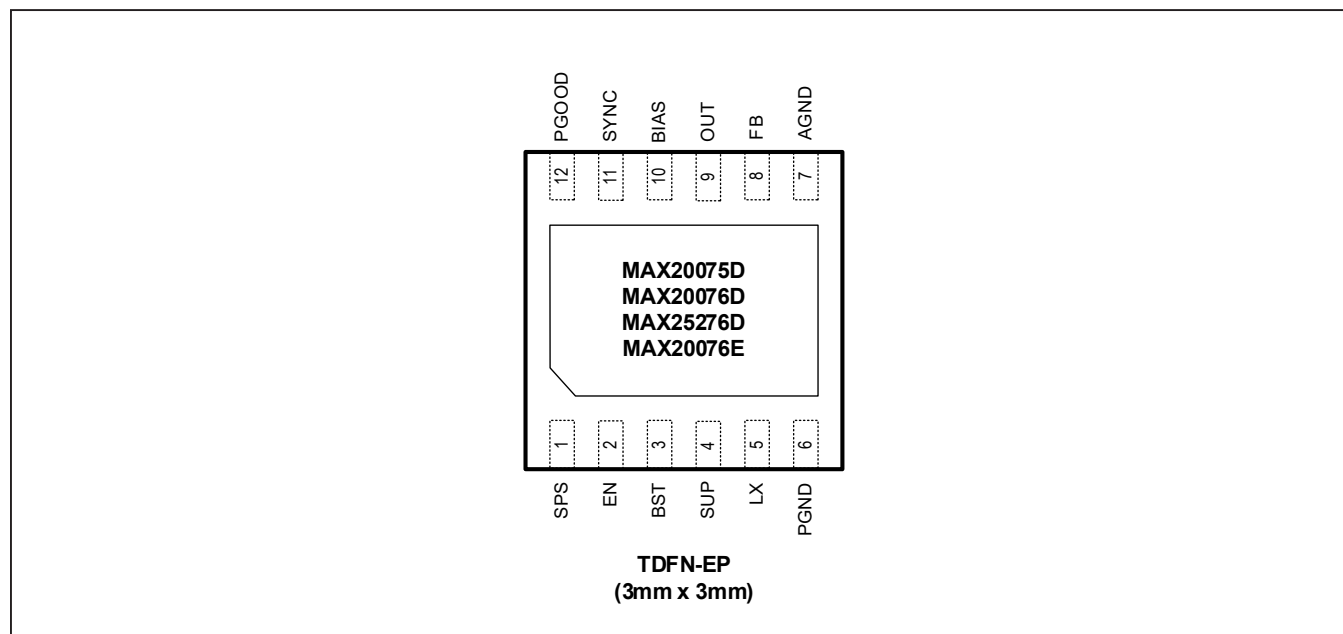 PGOOD
SYNC
BIAS
OUT
FB
AGND
12
11
10
9
8
7
MAX20075D
MAX20076D
MAX25276D
MAX20076E
1
2
3
4
5
6
SPS
EN
BST
SUP
LX
PGND
TDFN-EP
(3mm x 3mm)